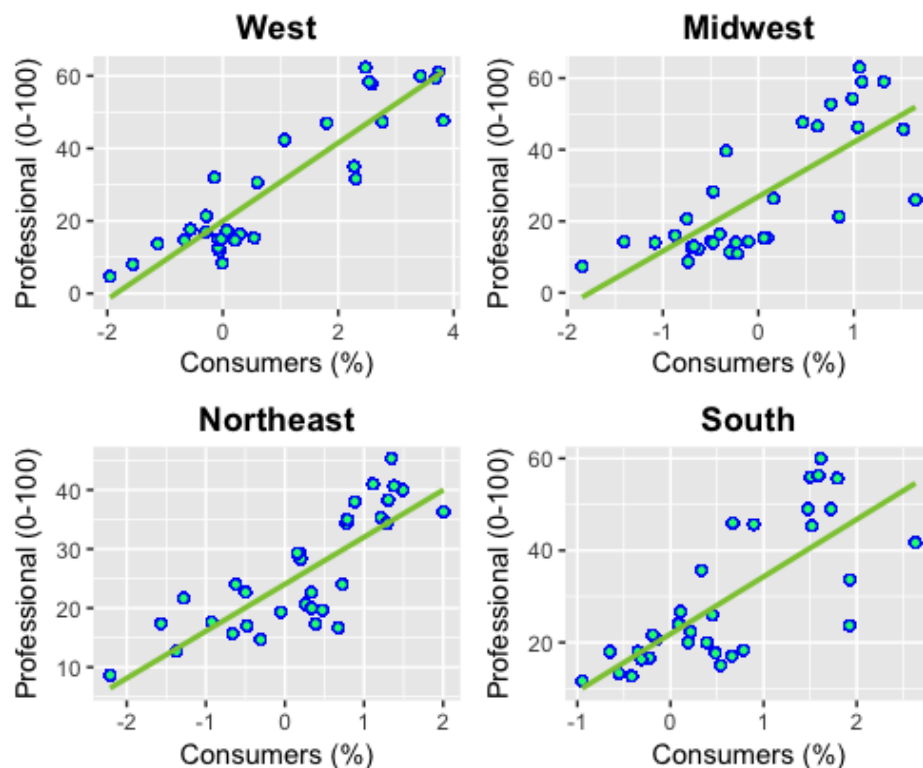 West
Professional (0-100)
60
40
20
0
-2
0
2
4
Consumers (%)
Midwest
Professional (0-100)
60
40
20
0
-2
-1
0
1
Consumers (%)
Northeast
Professional (0-100)
40
30
20
10
-2
-1
0
1
2
Consumers (%)
South
Professional (0-100)
60
40
20
-1
0
1
2
Consumers (%)